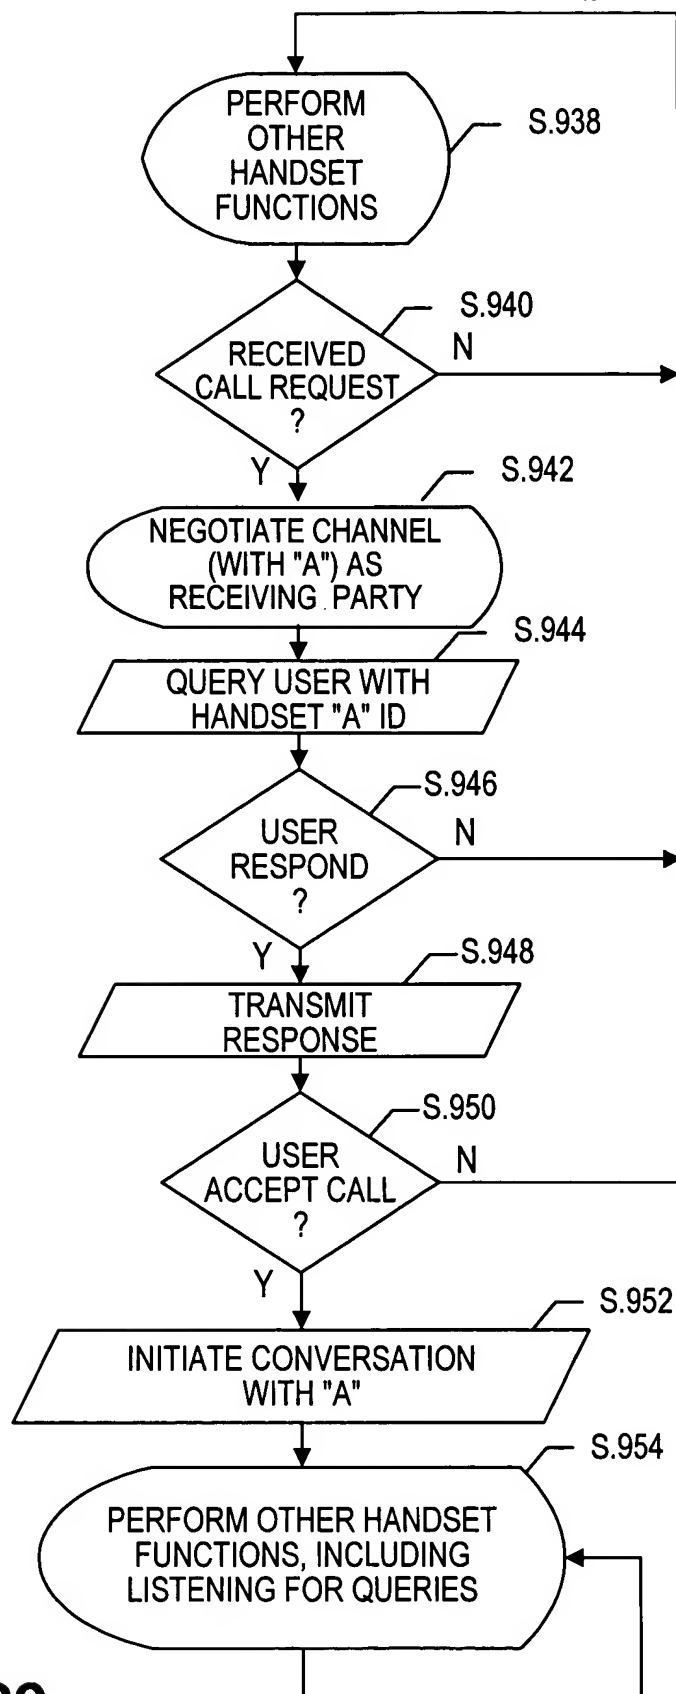 PERFORM
OTHER
HANDSET
FUNCTIONS
S.938
S.940
RECEIVED
CALL REQUEST
?
N
Y
S.942
NEGOTIATE CHANNEL
(WITH "A") AS
RECEIVING PARTY
S.944
QUERY USER WITH
HANDSET "A" ID
S.946
USER
RESPOND
?
N
Y
S.948
TRANSMIT
RESPONSE
S.950
USER
ACCEPT CALL
?
N
Y
S.952
INITIATE CONVERSATION
WITH "A"
S.954
PERFORM OTHER HANDSET
FUNCTIONS, INCLUDING
LISTENING FOR QUERIES